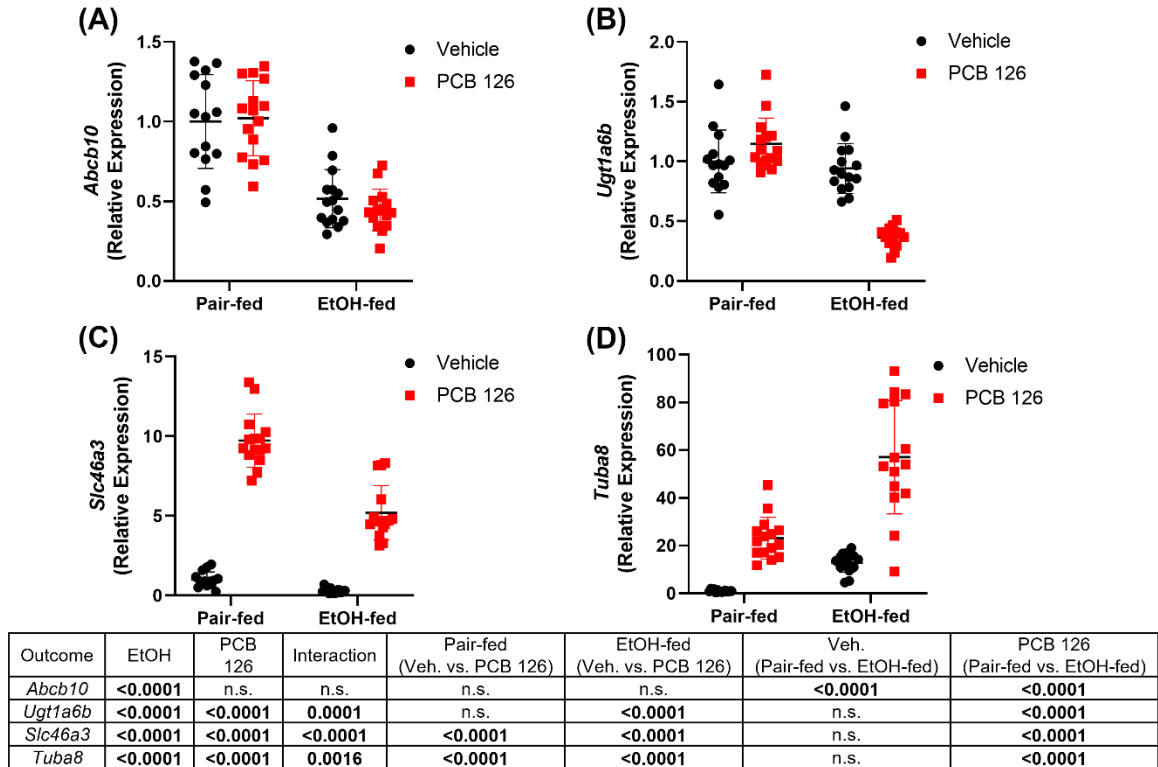 (A)
Vehicle
PCB 126
1.5
1.0
0.5
0.0
Abcb10
(Relative Expression)
Pair-fed
EtOH-fed
(B)
Vehicle
PCB 126
2.0
1.5
1.0
0.5
0.0
Ugt1a6b
(Relative Expression)
Pair-fed
EtOH-fed
(C)
Vehicle
PCB 126
15
10
5
0
Slc46a3
(Relative Expression)
Pair-fed
EtOH-fed
(D)
Vehicle
PCB 126
100
80
60
40
20
0
Tuba8
(Relative Expression)
Pair-fed
EtOH-fed
Outcome EtOH PCB 126 Interaction Pair-fed (Veh. vs. PCB 126) EtOH-fed (Veh. vs. PCB 126) Veh. (Pair-fed vs. EtOH-fed) PCB 126 (Pair-fed vs. EtOH-fed)
Abcb10 <0.0001 n.s. n.s. n.s. n.s. <0.0001 <0.0001
Ugt1a6b <0.0001 <0.0001 0.0001 n.s. <0.0001 n.s. <0.0001
Slc46a3 <0.0001 <0.0001 <0.0001 <0.0001 <0.0001 n.s. <0.0001
Tuba8 <0.0001 <0.0001 0.0016 <0.0001 <0.0001 n.s. <0.0001